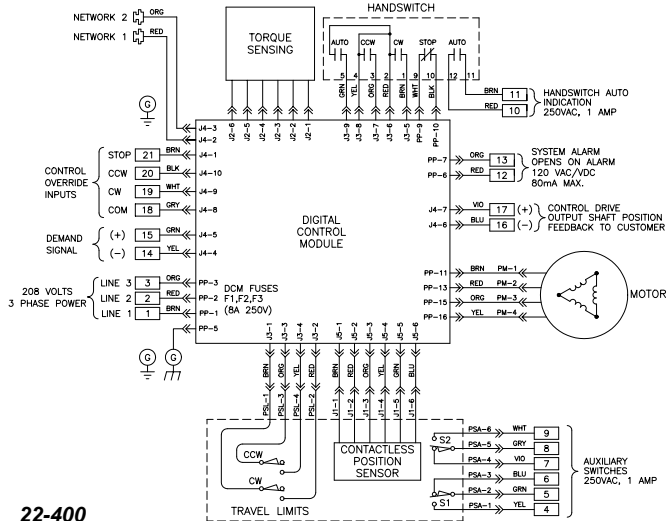 HANDSWITCH
NETWORK 2 ORG
NETWORK 1 RED
TORQUE
SENSING
AUTO CCW CW STOP AUTO
5 4 3 2 1 9 10 12 11
GRN YEL ORG RED BRN WHT BLK
BRN 11
RED 10
HANDSWITCH AUTO
INDICATION
250VAC, 1 AMP
G
J2-6 J2-5 J2-4 J2-3 J2-2 J2-1
J3-9 J3-8 J3-7 J3-6 J3-5 PP-9 PP-10
J4-3
J4-2
CONTROL
OVERRIDE
INPUTS
STOP 21 BRN J4-1
CCW 20 BLK J4-10
CW 19 WHT J4-9
COM 18 GRY J4-8
DEMAND
SIGNAL
(+) 15 GRN J4-5
(-) 14 YEL J4-4
208 VOLTS
3 PHASE POWER
LINE 3 3 ORG PP-3
LINE 2 2 RED PP-2
LINE 1 1 BRN PP-1
PP-5
G G
DIGITAL
CONTROL
MODULE
DCM FUSES
F1,F2,F3
(8A 250V)
PP-7 ORG 13
PP-6 RED 12
SYSTEM ALARM
OPENS ON ALARM
120 VAC/VDC
80mA MAX.
J4-7 VIO 17 (+)
J4-6 BLU 16 (-)
CONTROL DRIVE
OUTPUT SHAFT POSITION
FEEDBACK TO CUSTOMER
PP-11 BRN PM-1
PP-13 RED PM-2
PP-15 ORG PM-3
PP-16 YEL PM-4
MOTOR
J3-1 J3-3 J3-4 J3-2 J5-1 J5-2 J5-3 J5-4 J5-5 J5-6
BRN ORG YEL RED BRN RED ORG YEL GRN BLU
PSL-1 PSL-3 PSL-4 PSL-2 J1-1 J1-2 J1-3 J1-4 J1-5 J1-6
CCW
CW
TRAVEL LIMITS
CONTACTLESS
POSITION
SENSOR
S2
S1
PSA-6 WHT 9
PSA-5 GRY 8
PSA-4 VIO 7
PSA-3 BLU 6
PSA-2 GRN 5
PSA-1 YEL 4
AUXILIARY
SWITCHES
250VAC, 1 AMP
22-400